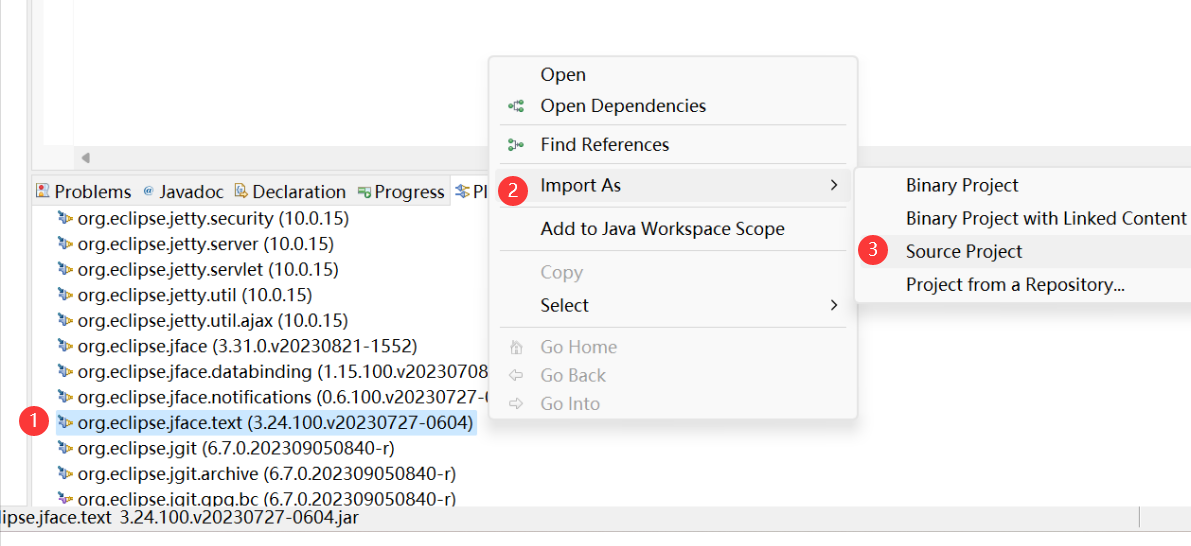 Open
Open Dependencies
Find References
2 Import As
Add to Java Workspace Scope
Copy
Select
Go Home
Go Back
Go Into
Binary Project
Binary Project with Linked Content
3 Source Project
Project from a Repository...
Problems Javadoc Declaration Progress Pl
org.eclipse.jetty.security (10.0.15)
org.eclipse.jetty.server (10.0.15)
org.eclipse.jetty.servlet (10.0.15)
org.eclipse.jetty.util (10.0.15)
org.eclipse.jetty.util.ajax (10.0.15)
org.eclipse.jface (3.31.0.v20230821-1552)
org.eclipse.jface.databinding (1.15.100.v20230708
org.eclipse.jface.notifications (0.6.100.v20230727-0
1 org.eclipse.jface.text (3.24.100.v20230727-0604)
org.eclipse.jgit (6.7.0.202309050840-r)
org.eclipse.jgit.archive (6.7.0.202309050840-r)
org.eclipse.jgit.gpg.bc (6.7.0.202309050840-r)
lipse.jface.text_3.24.100.v20230727-0604.jar